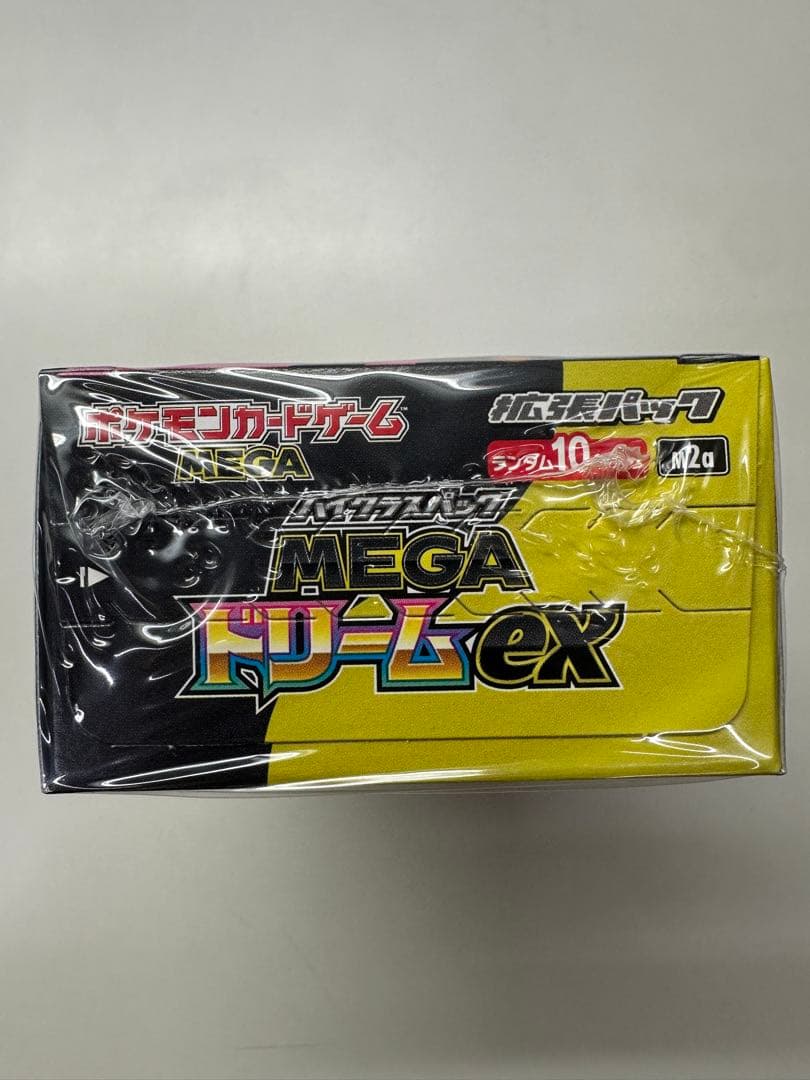 ポケモンカードゲーム™
MEGA
拡張パック
ランダム10
M2a
ハイクラスパック
MEGA
ドリームex